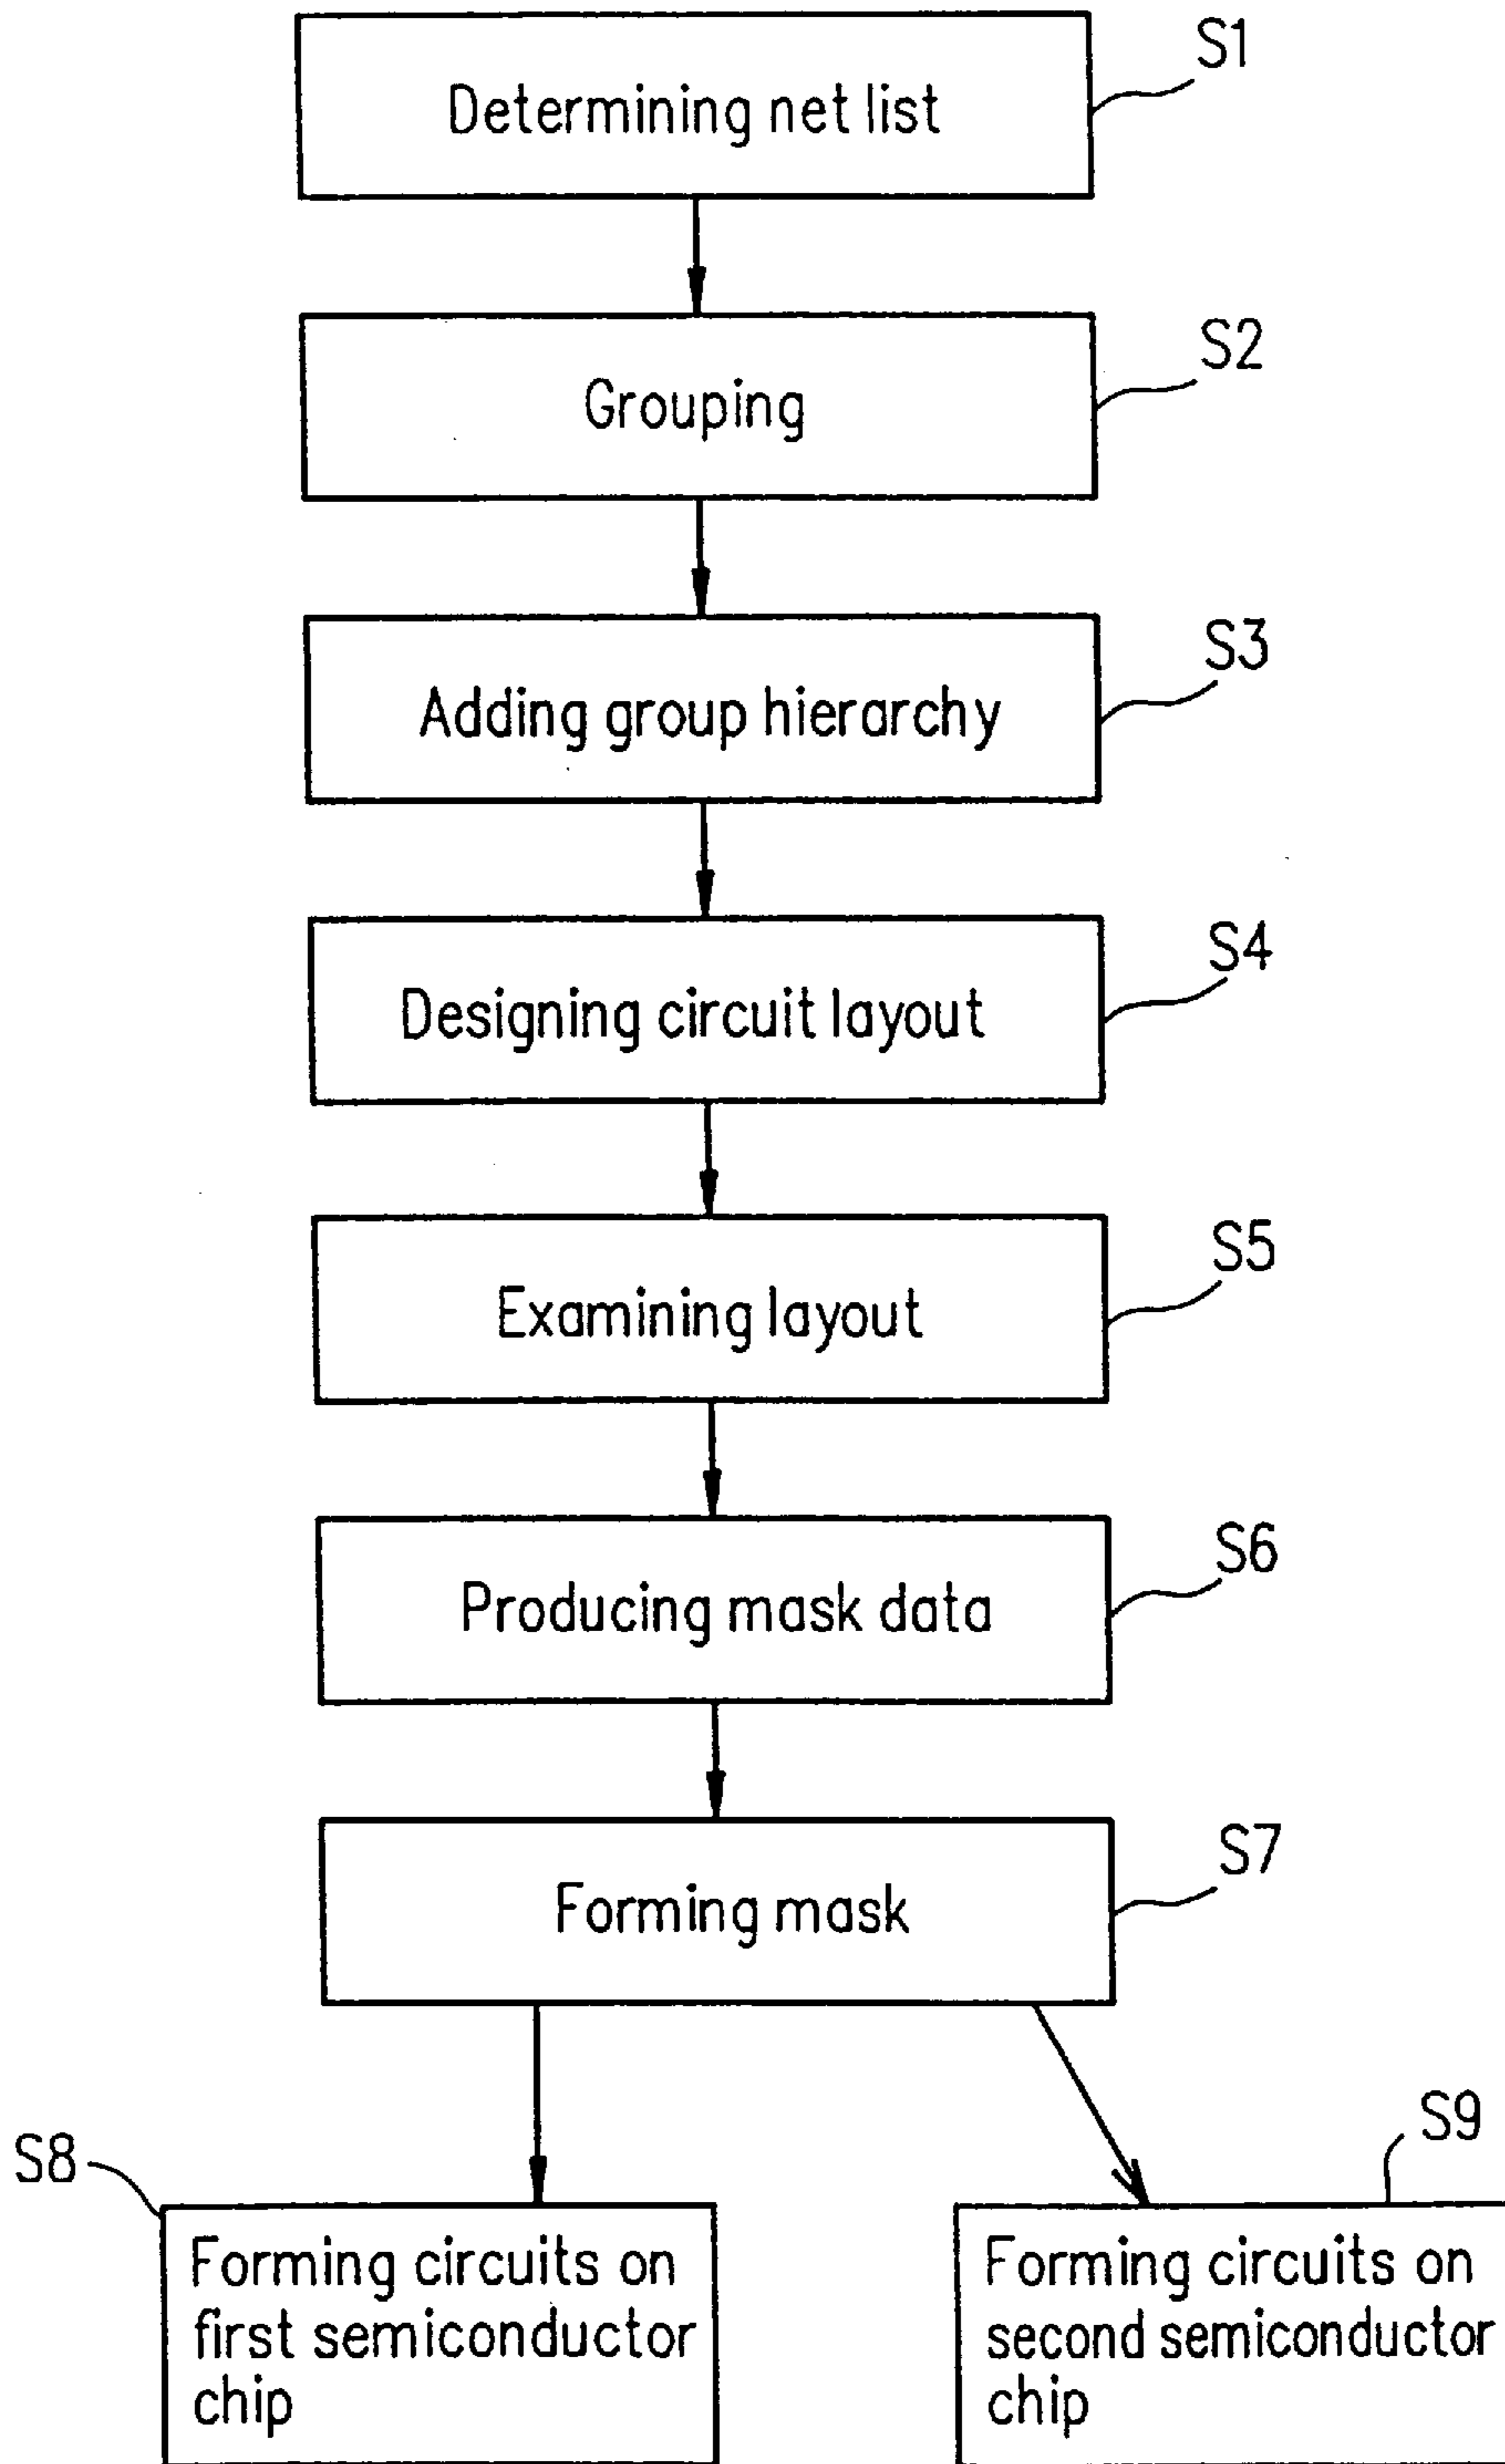 S1
Determining net list
S2
Grouping
S3
Adding group hierarchy
S4
Designing circuit layout
S5
Examining layout
S6
Producing mask data
S7
Forming mask
S8
Forming circuits on
first semiconductor
chip
S9
Forming circuits on
second semiconductor
chip